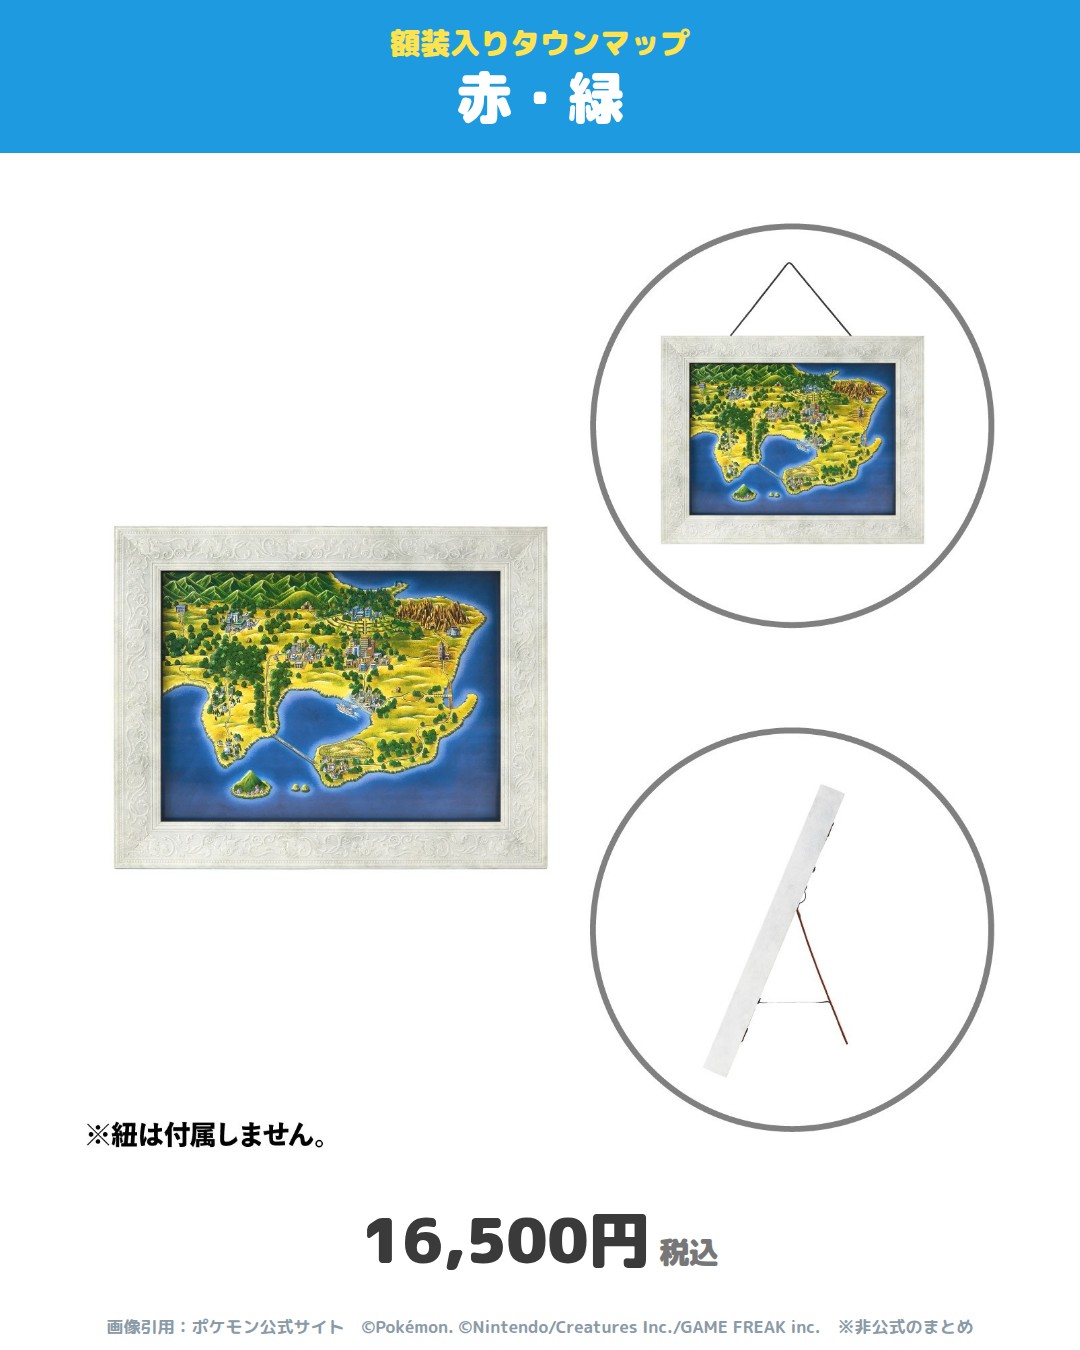 額装入りタウンマップ
赤・緑
※紐は付属しません。
16,500円 税込
画像引用：ポケモン公式サイト　©Pokémon. ©Nintendo/Creatures Inc./GAME FREAK inc.　※非公式のまとめ